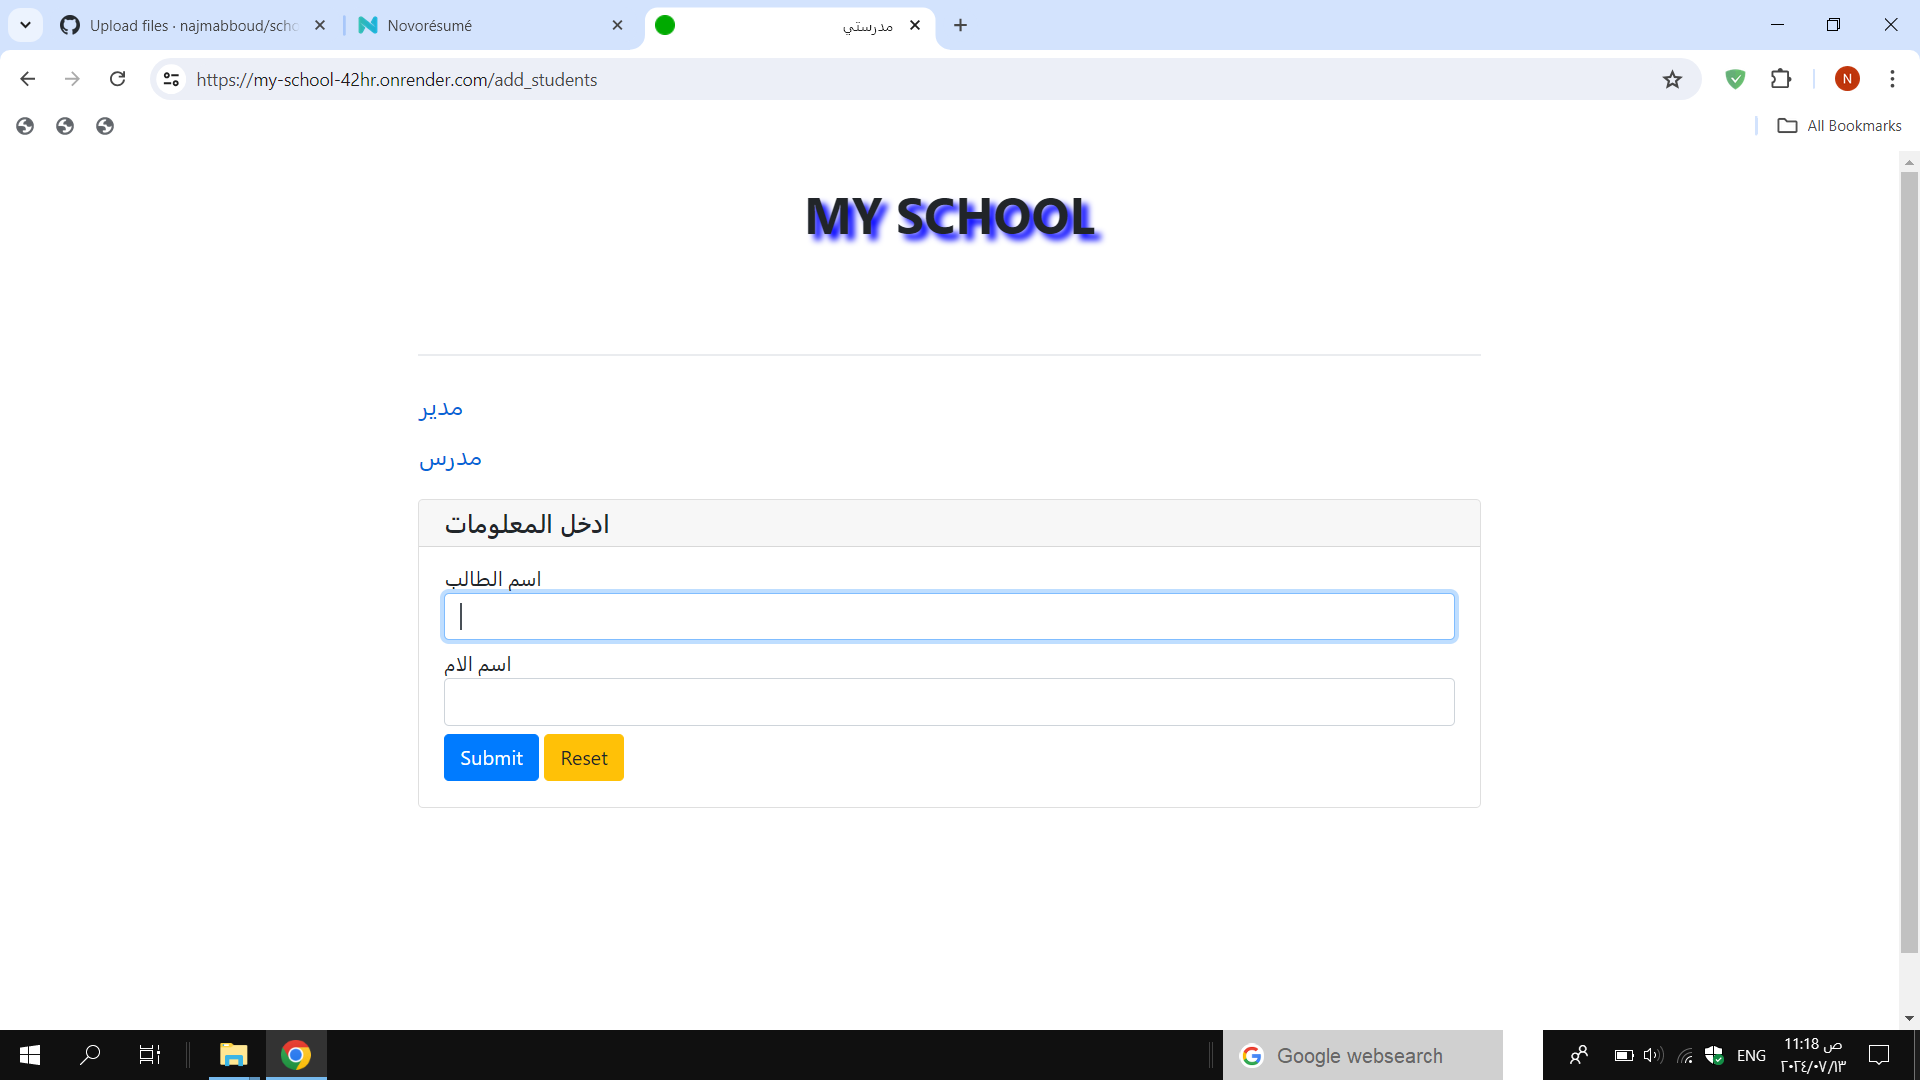 Upload files · najmabboud/scho
Novorésumé
مدرستي
https://my-school-42hr.onrender.com/add_students
N
All Bookmarks
MY SCHOOL
مدير
مدرس
ادخل المعلومات
اسم الطالب
اسم الام
Submit
Reset
Google websearch
ENG
11:18 ص
٢٠٢٤/٠٧/١٣